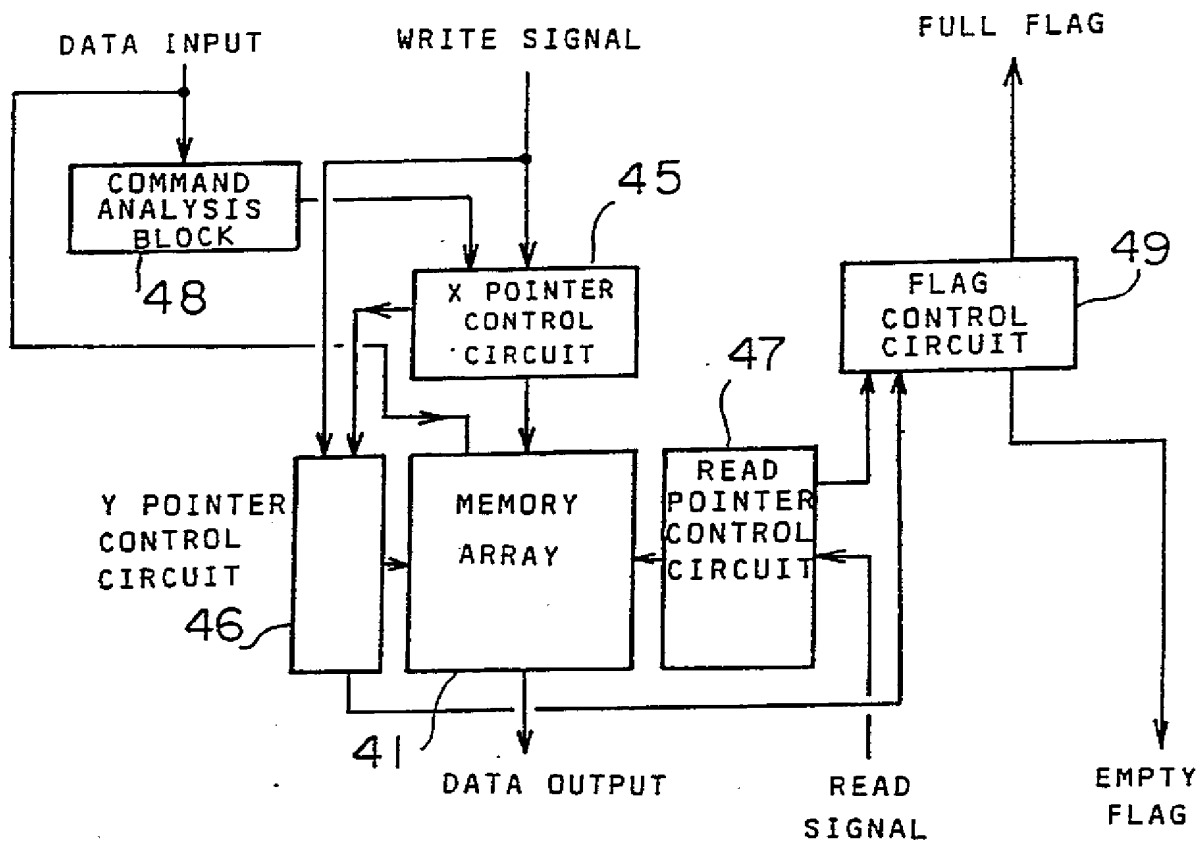 DATA INPUT
WRITE SIGNAL
FULL FLAG
COMMAND
ANALYSIS
BLOCK
48
45
X POINTER
CONTROL
CIRCUIT
FLAG
CONTROL
CIRCUIT
49
47
Y POINTER
CONTROL
CIRCUIT
46
MEMORY
ARRAY
41
READ
POINTER
CONTROL
CIRCUIT
DATA OUTPUT
READ
SIGNAL
EMPTY
FLAG